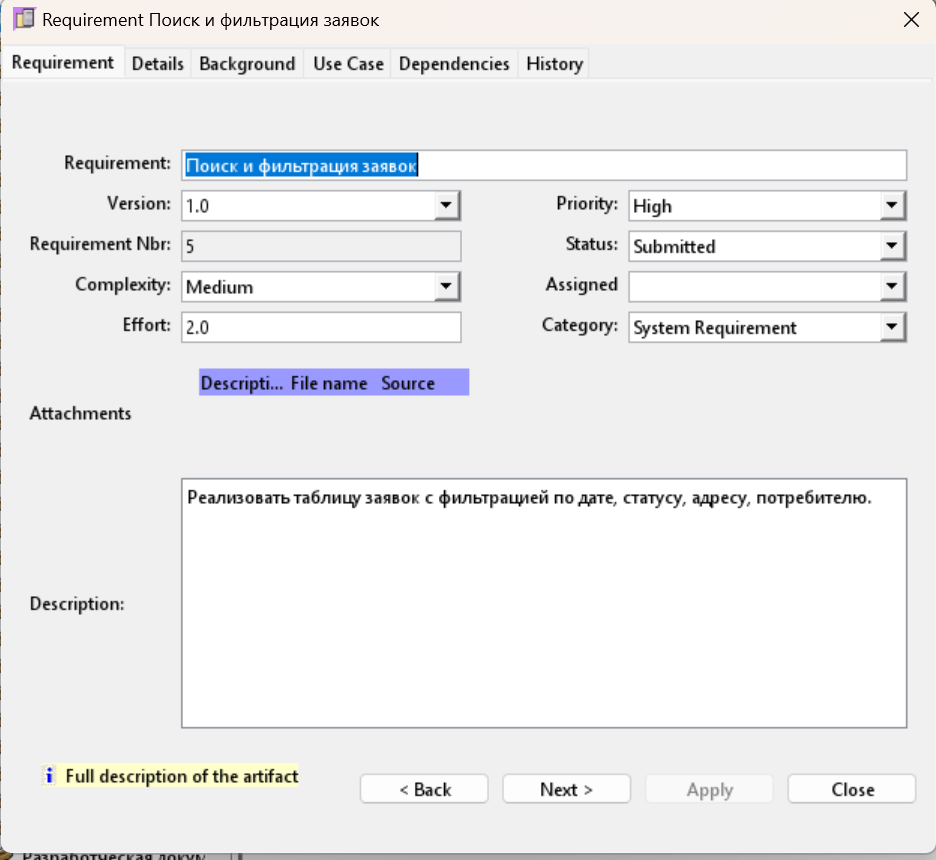 Requirement Поиск и фильтрация заявок
Requirement Details Background Use Case Dependencies History
Requirement: Поиск и фильтрация заявок
Version: 1.0 Priority: High
Requirement Nbr: 5 Status: Submitted
Complexity: Medium Assigned
Effort: 2.0 Category: System Requirement
Descripti... File name Source
Attachments
Реализовать таблицу заявок с фильтрацией по дате, статусу, адресу, потребителю.
Description:
i Full description of the artifact
< Back Next > Apply Close